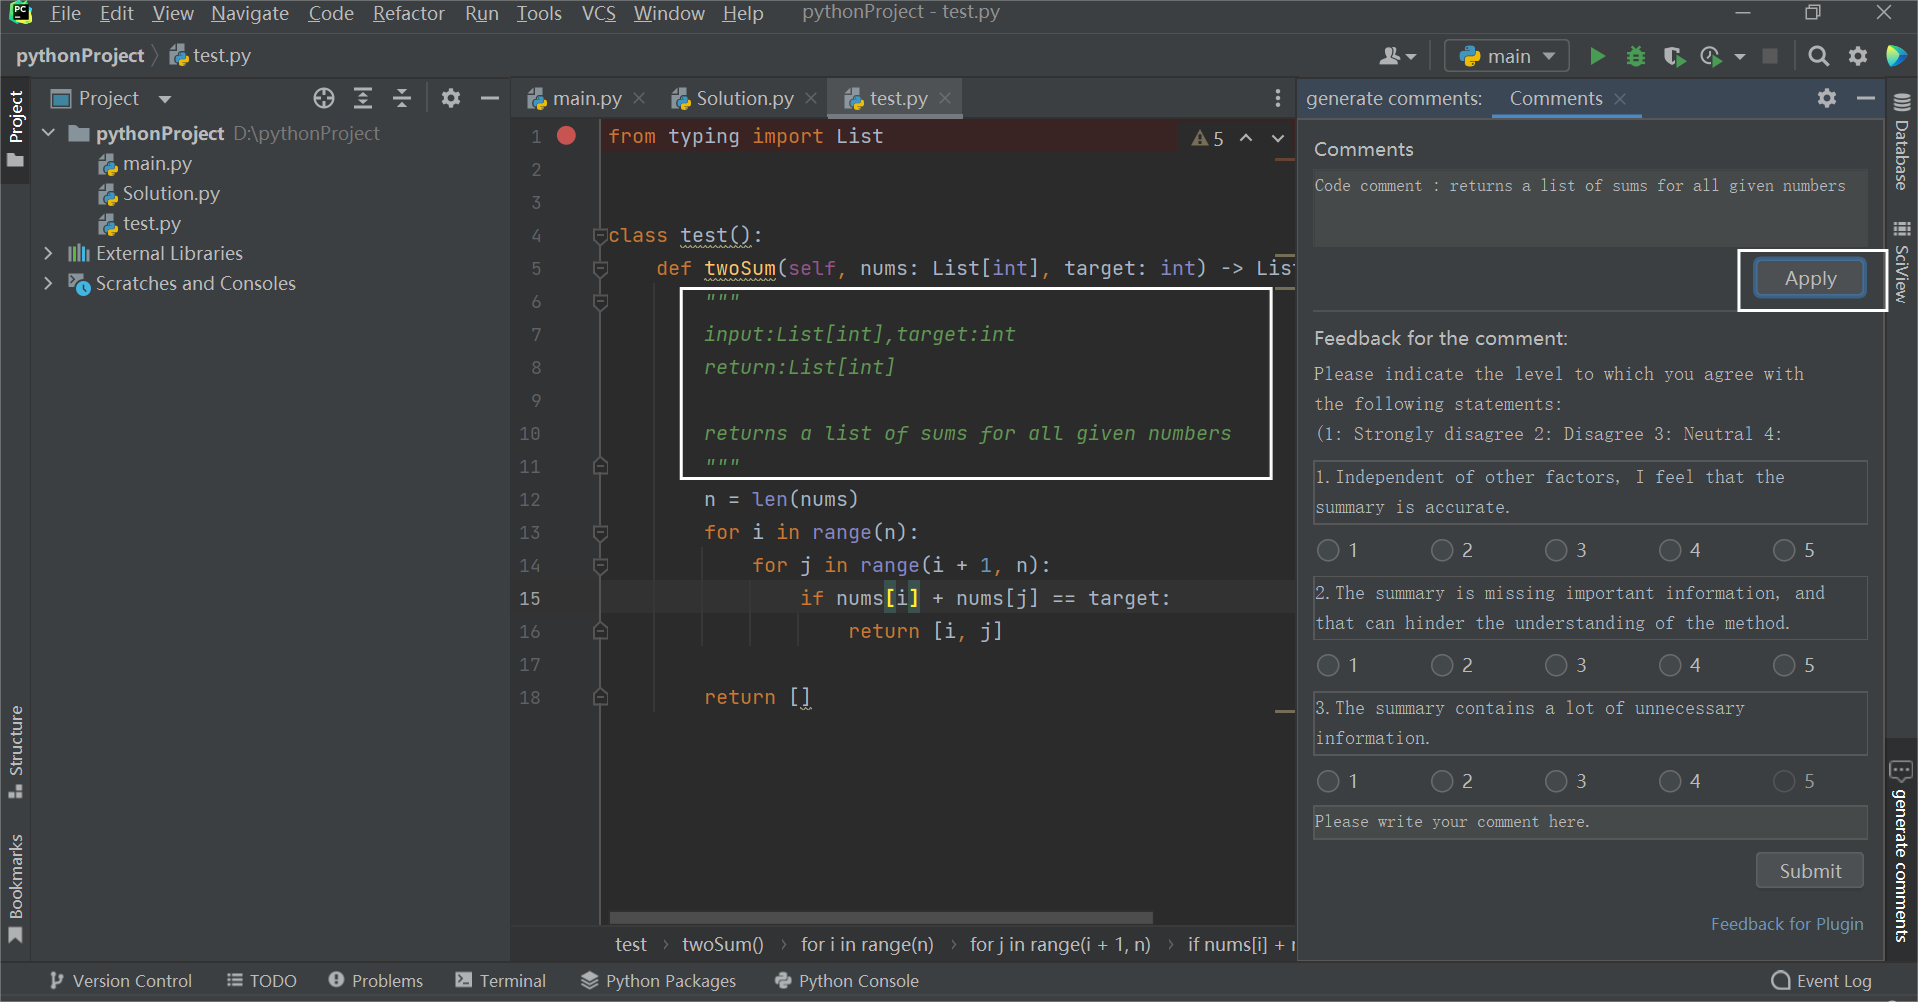 PC File Edit View Navigate Code Refactor Run Tools VCS Window Help pythonProject - test.py
pythonProject test.py main
Project generate comments: Comments
main.py Solution.py test.py
pythonProject D:\pythonProject
main.py
Solution.py
test.py
External Libraries
Scratches and Consoles
Project
Structure
Bookmarks
1 from typing import List 5
2
3
4 class test():
5 def twoSum(self, nums: List[int], target: int) -> Lis
6 """
7 input:List[int],target:int
8 return:List[int]
9
10 returns a list of sums for all given numbers
11 """
12 n = len(nums)
13 for i in range(n):
14 for j in range(i + 1, n):
15 if nums[i] + nums[j] == target:
16 return [i, j]
17
18 return []
test twoSum() for i in range(n) for j in range(i + 1, n) if nums[i] + n
Comments
Code comment : returns a list of sums for all given numbers
Apply
Feedback for the comment:
Please indicate the level to which you agree with
the following statements:
(1: Strongly disagree 2: Disagree 3: Neutral 4:
1.Independent of other factors, I feel that the
summary is accurate.
1 2 3 4 5
2.The summary is missing important information, and
that can hinder the understanding of the method.
1 2 3 4 5
3.The summary contains a lot of unnecessary
information.
1 2 3 4 5
Please write your comment here.
Submit
Feedback for Plugin
Database
SciView
generate comments
Version Control TODO Problems Terminal Python Packages Python Console Event Log